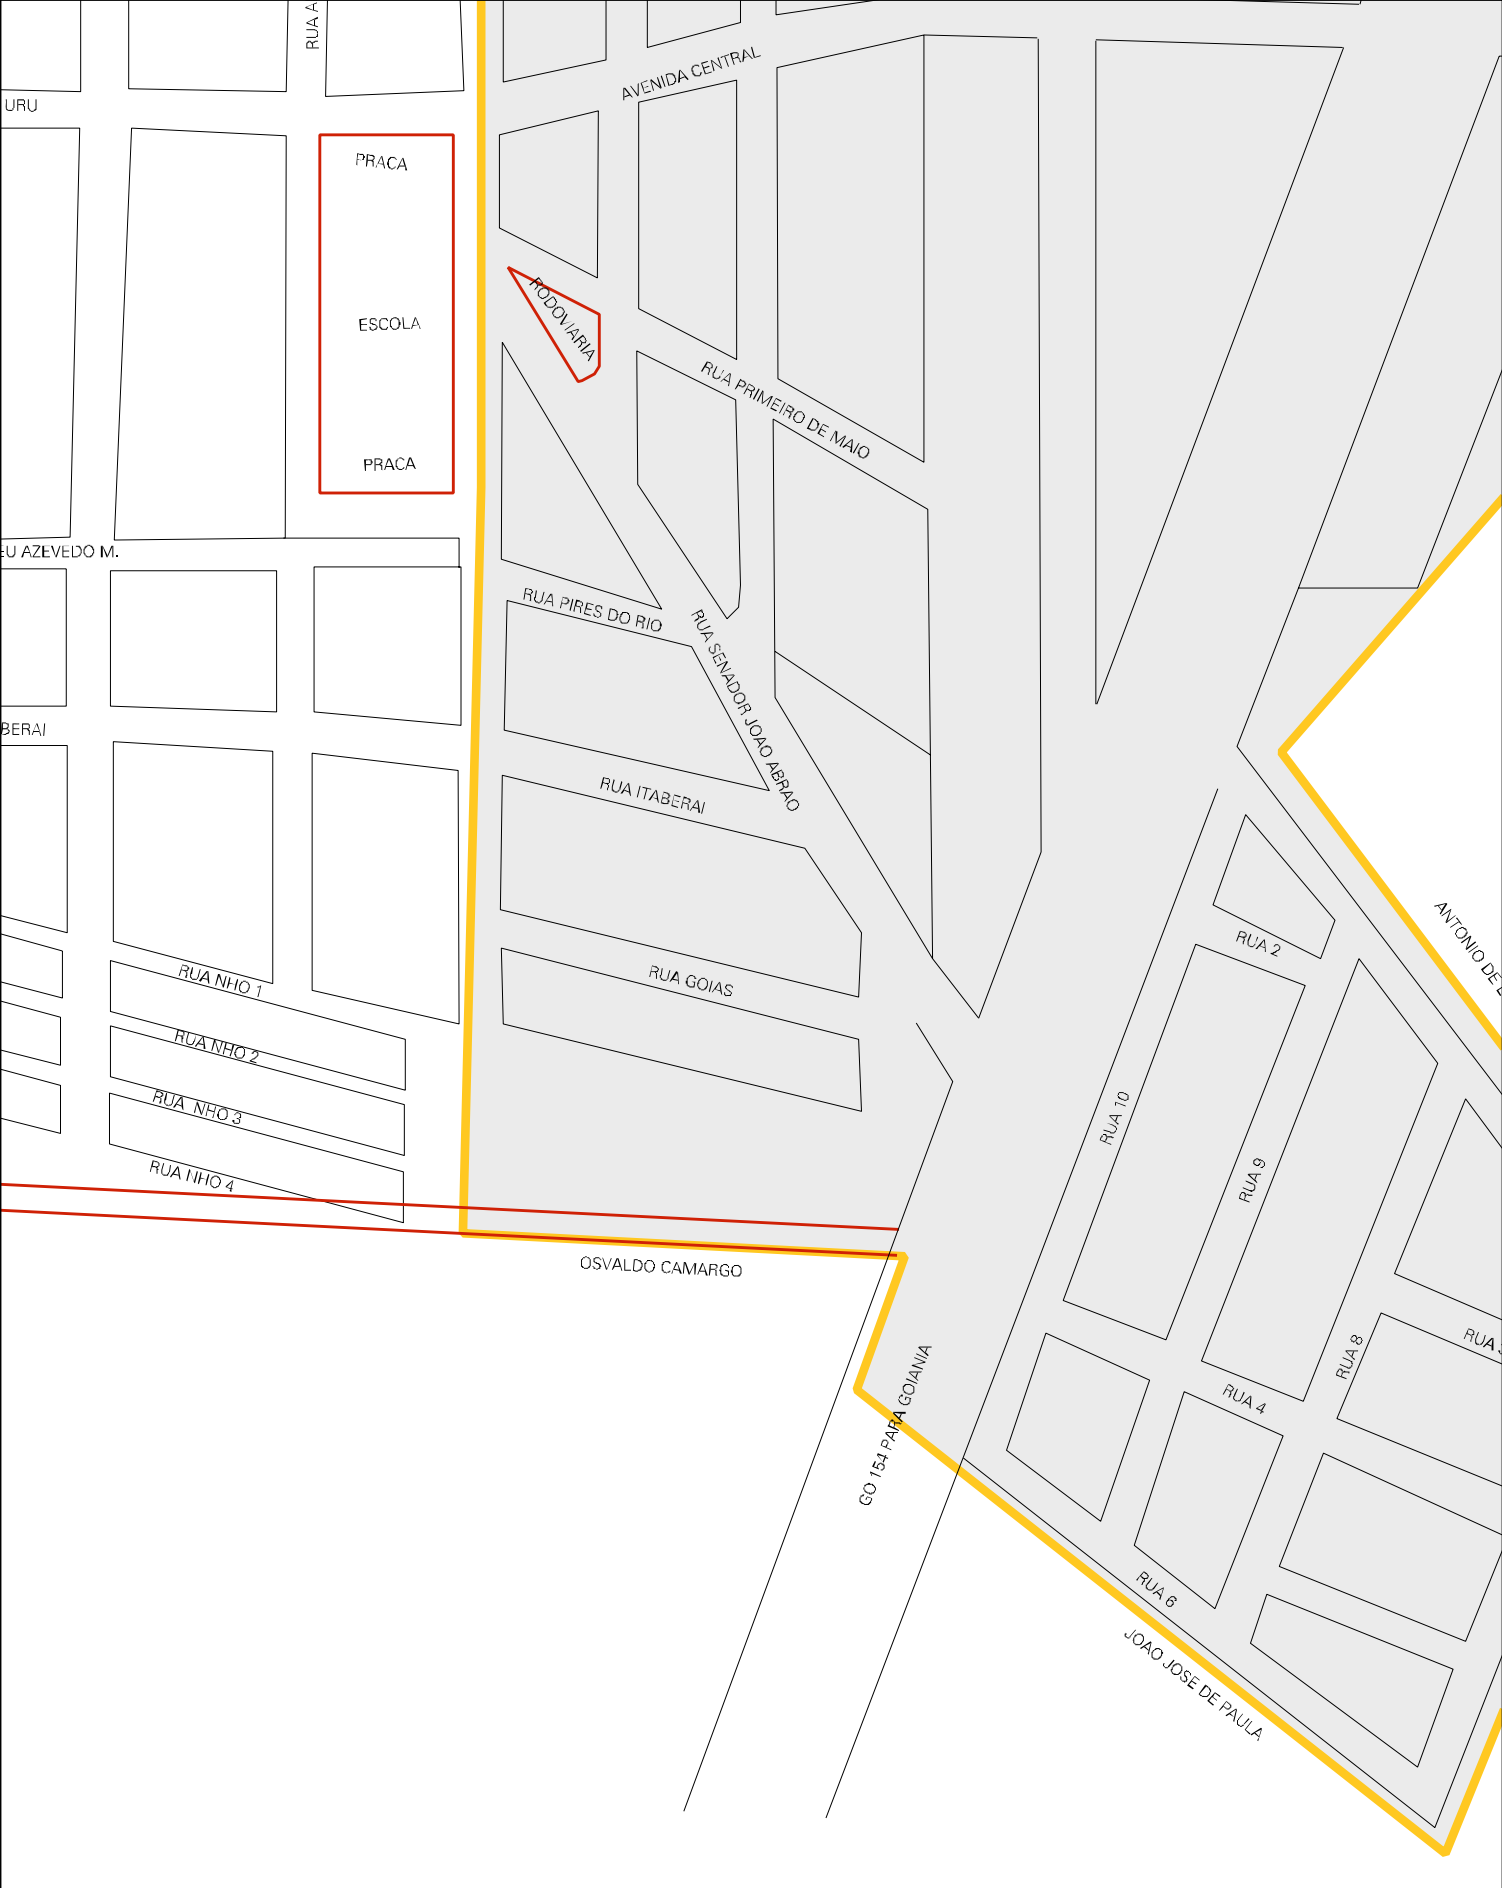 RUA A
AVENIDA CENTRAL
URU
PRACA
RODOVIARIA
ESCOLA
RUA PRIMEIRO DE MAIO
PRACA
EU AZEVEDO M.
RUA PIRES DO RIO
RUA SENADOR JOAO ABRAO
BERAI
RUA ITABERAI
ANTONIO DE
RUA 2
RUA NHO 1
RUA GOIAS
RUA NHO 2
RUA NHO 3
RUA 10
RUA NHO 4
RUA 9
OSVALDO CAMARGO
RUA 8
RUA
GO 154 PARA GOIANIA
RUA 4
RUA 6
JOAO JOSE DE PAULA